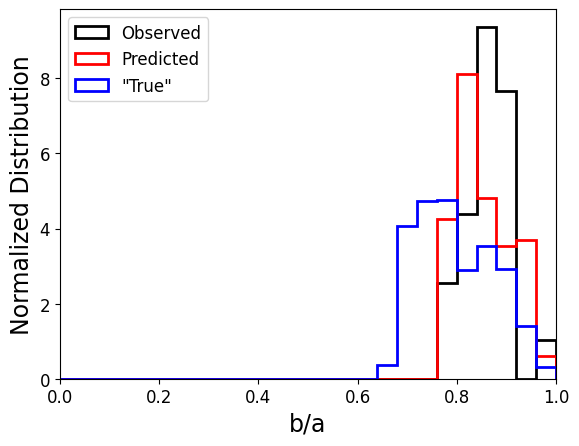 Observed
Predicted
"True"
Normalized Distribution
8
6
4
2
0
0.0 0.2 0.4 0.6 0.8 1.0
b/a